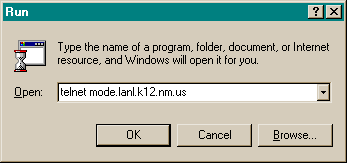 Run
Type the name of a program, folder, document, or Internet
resource, and Windows will open it for you.
Open: telnet mode.lanl.k12.nm.us
OK Cancel Browse...